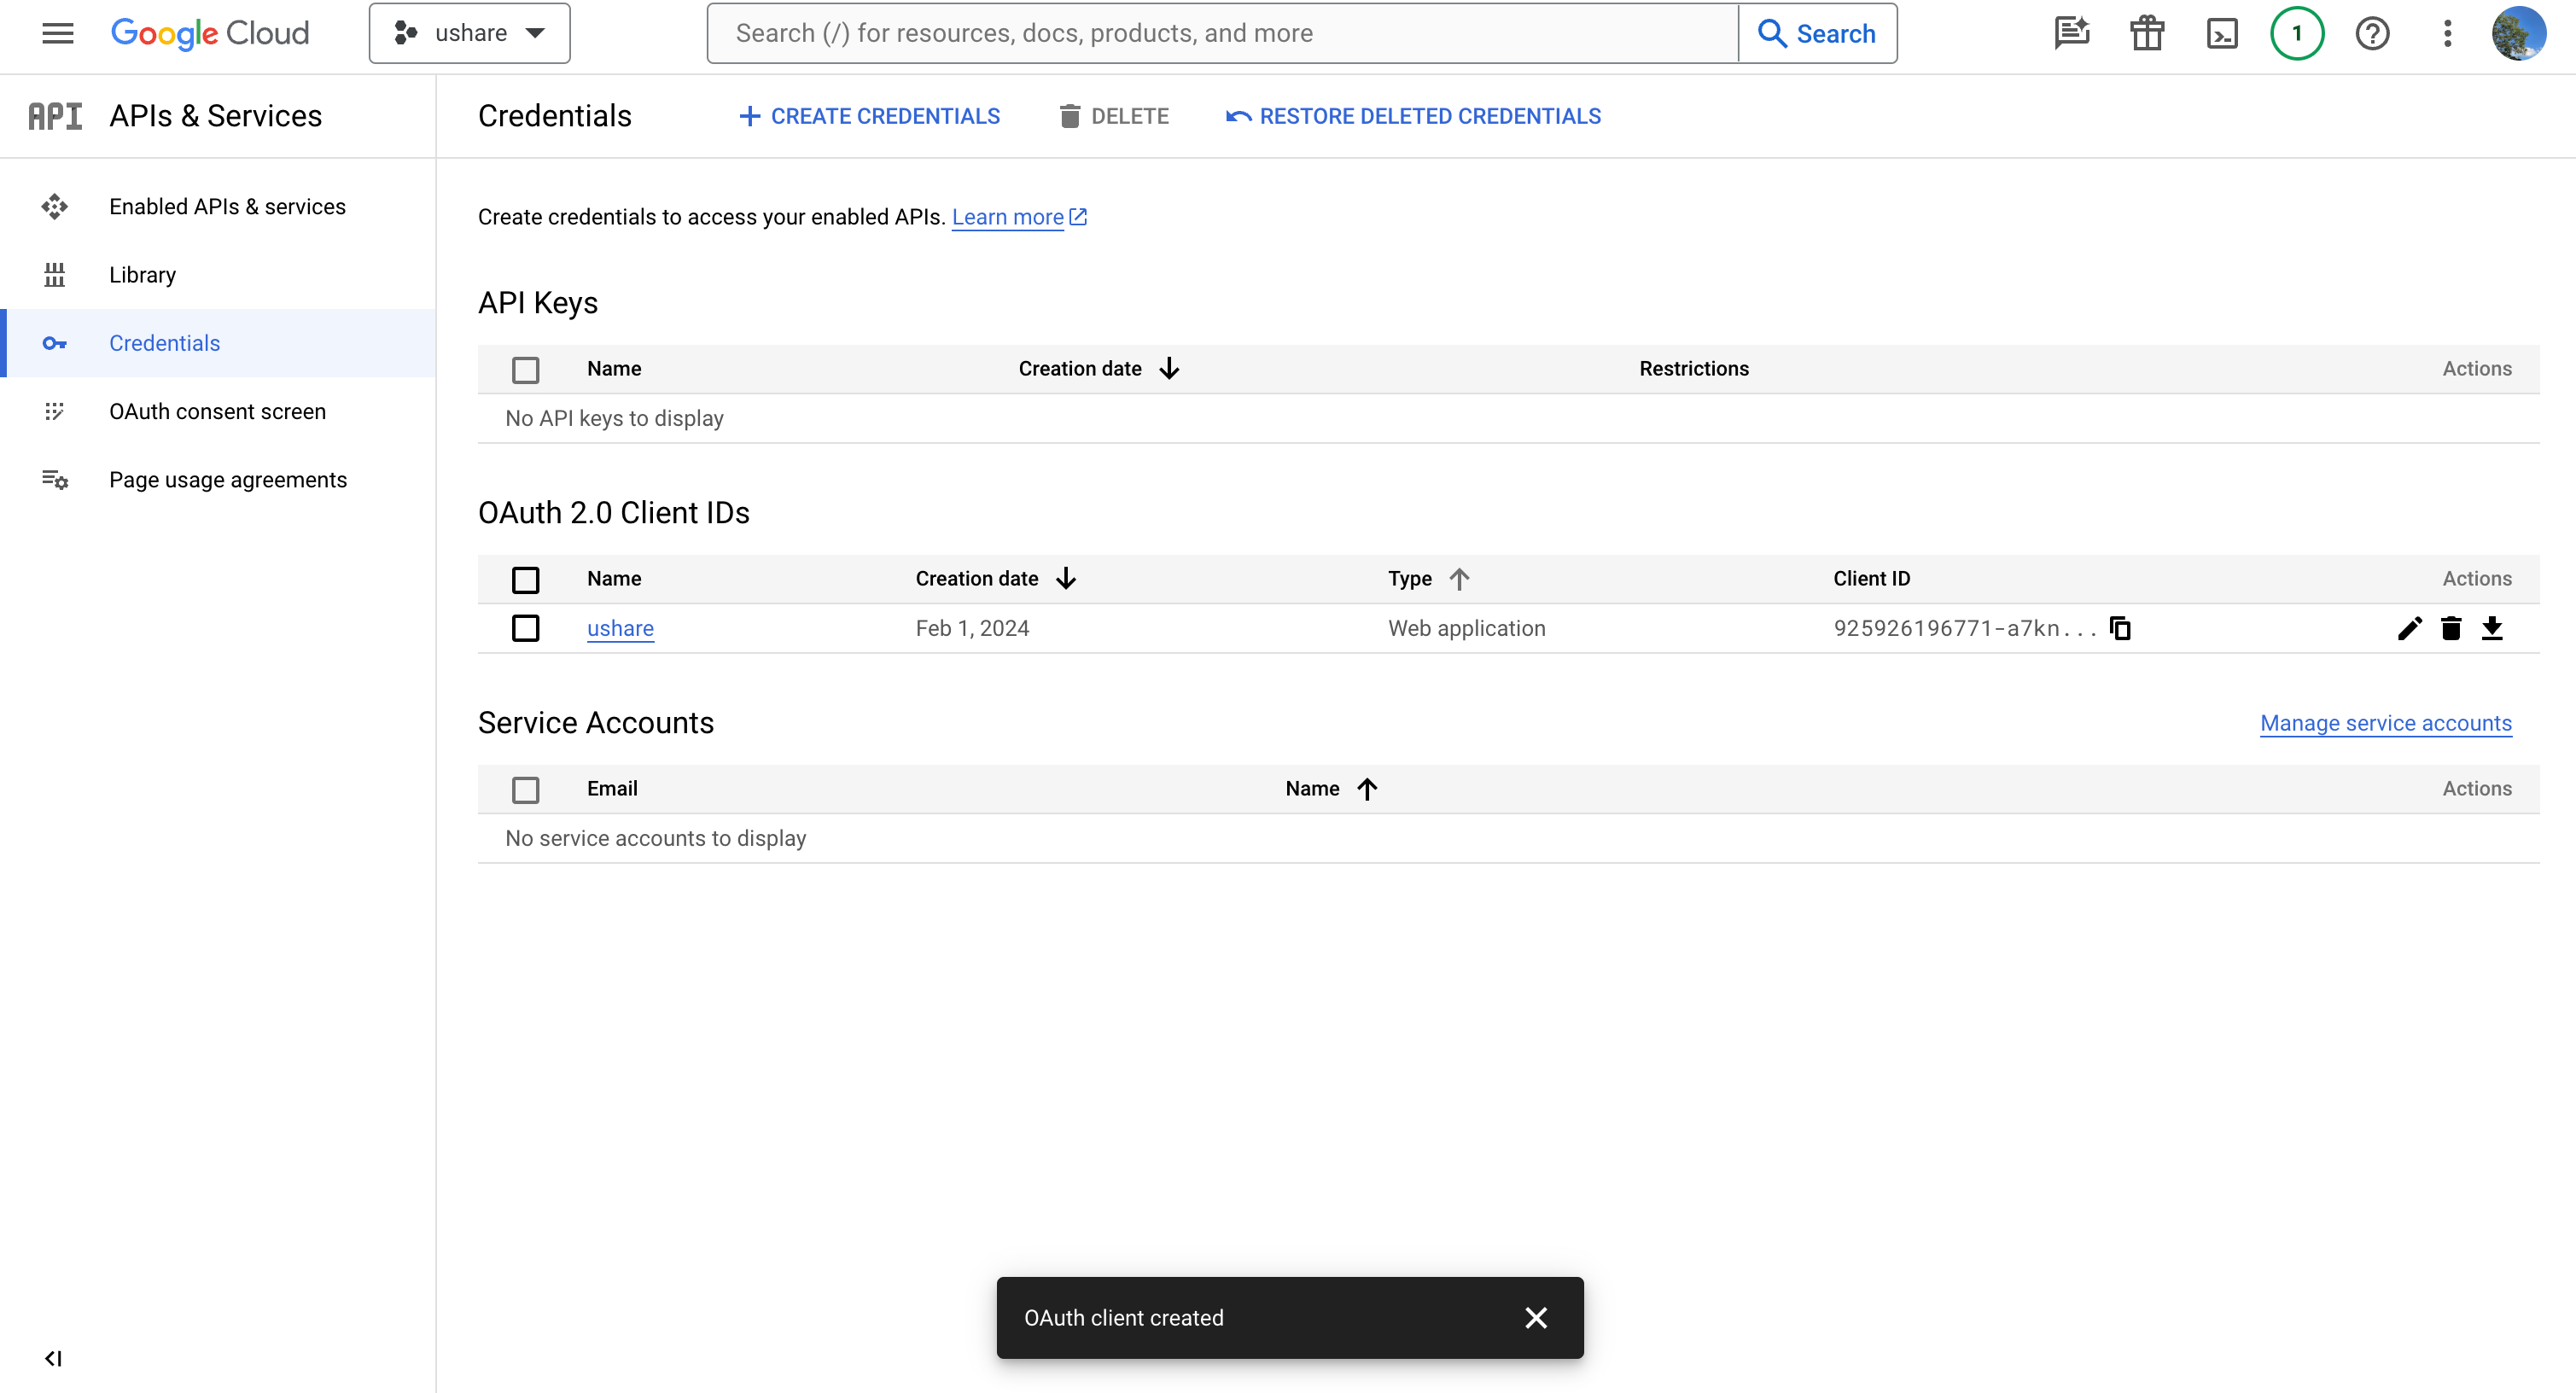 Google Cloud
ushare
Search (/) for resources, docs, products, and more
Search
1
API APIs & Services
Credentials
CREATE CREDENTIALS
DELETE
RESTORE DELETED CREDENTIALS
Enabled APIs & services
Library
Credentials
OAuth consent screen
Page usage agreements
Create credentials to access your enabled APIs. Learn more
API Keys
Name Creation date Restrictions Actions
No API keys to display
OAuth 2.0 Client IDs
Name Creation date Type Client ID Actions
ushare Feb 1, 2024 Web application 925926196771-a7kn...
Service Accounts
Manage service accounts
Email Name Actions
No service accounts to display
OAuth client created